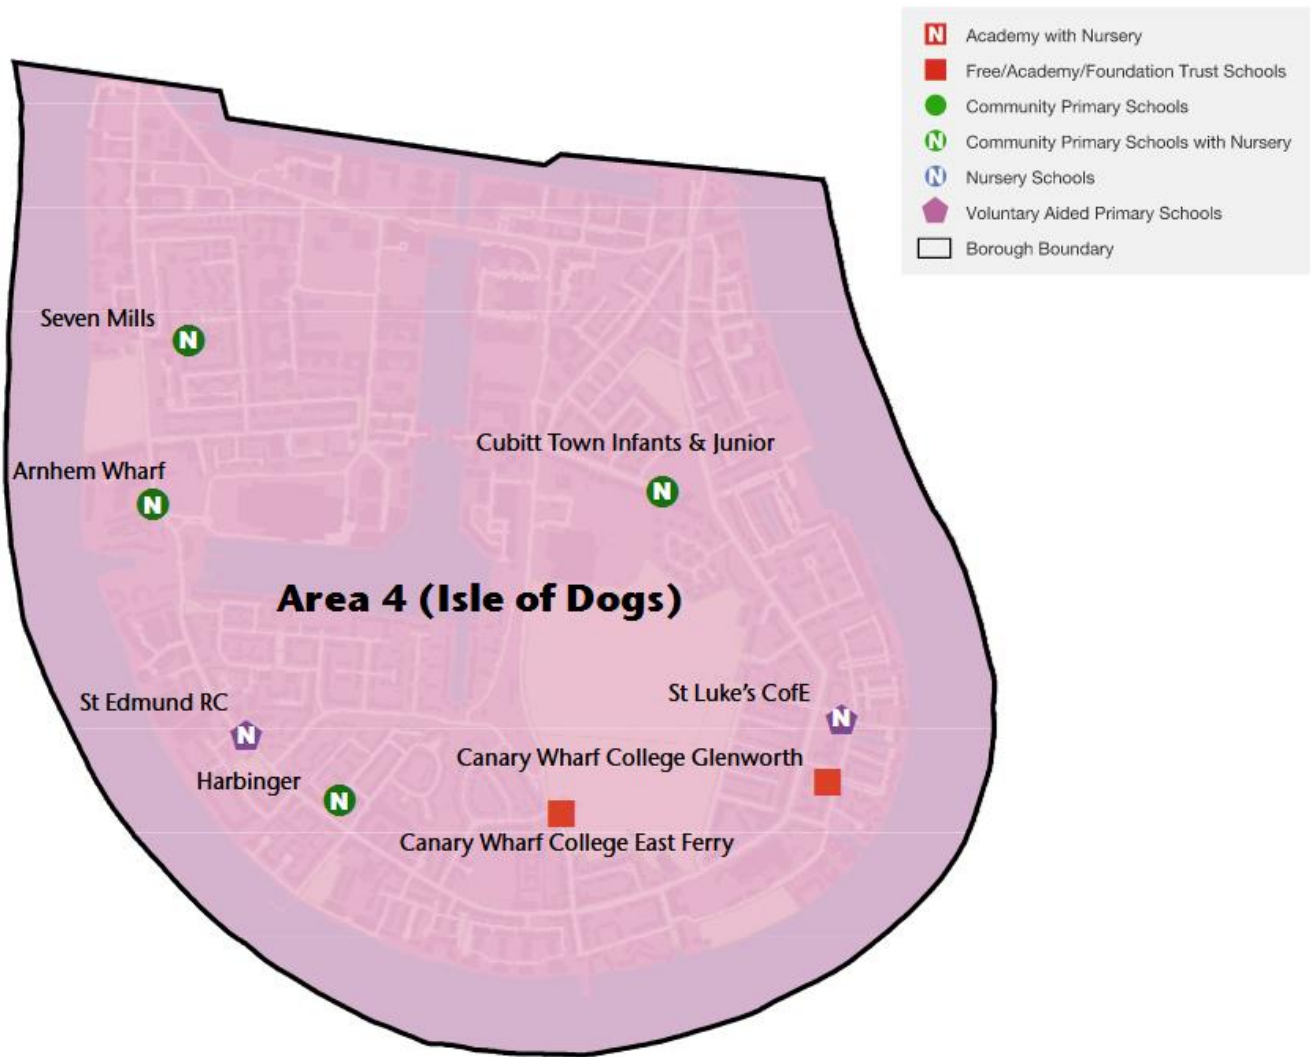 N Academy with Nursery
Free/Academy/Foundation Trust Schools
Community Primary Schools
N Community Primary Schools with Nursery
N Nursery Schools
Voluntary Aided Primary Schools
Borough Boundary
Seven Mills
N
Cubitt Town Infants & Junior
N
Arnhem Wharf
N
Area 4 (Isle of Dogs)
St Luke's CofE
N
St Edmund RC
N
Canary Wharf College Glenworth
Harbinger
N
Canary Wharf College East Ferry